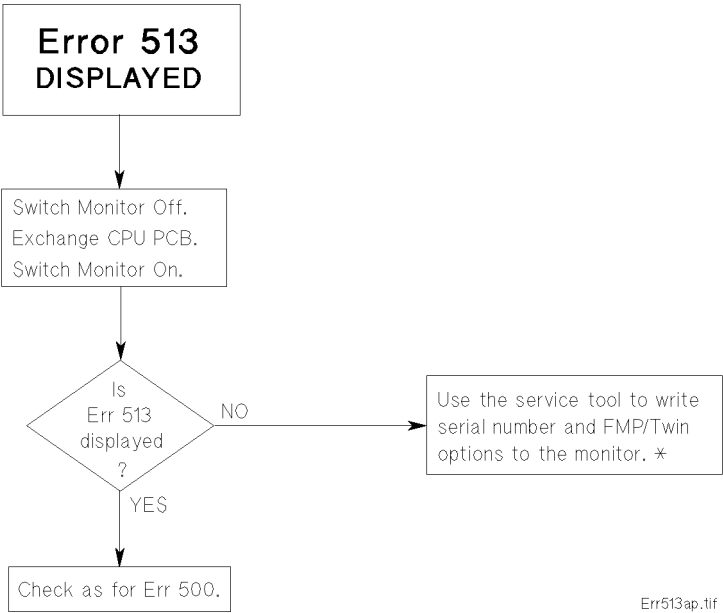 Error 513
DISPLAYED
Switch Monitor Off.
Exchange CPU PCB.
Switch Monitor On.
Is
Err 513
displayed
?
NO
Use the service tool to write
serial number and FMP/Twin
options to the monitor. *
YES
Check as for Err 500.
Err513ap.tif